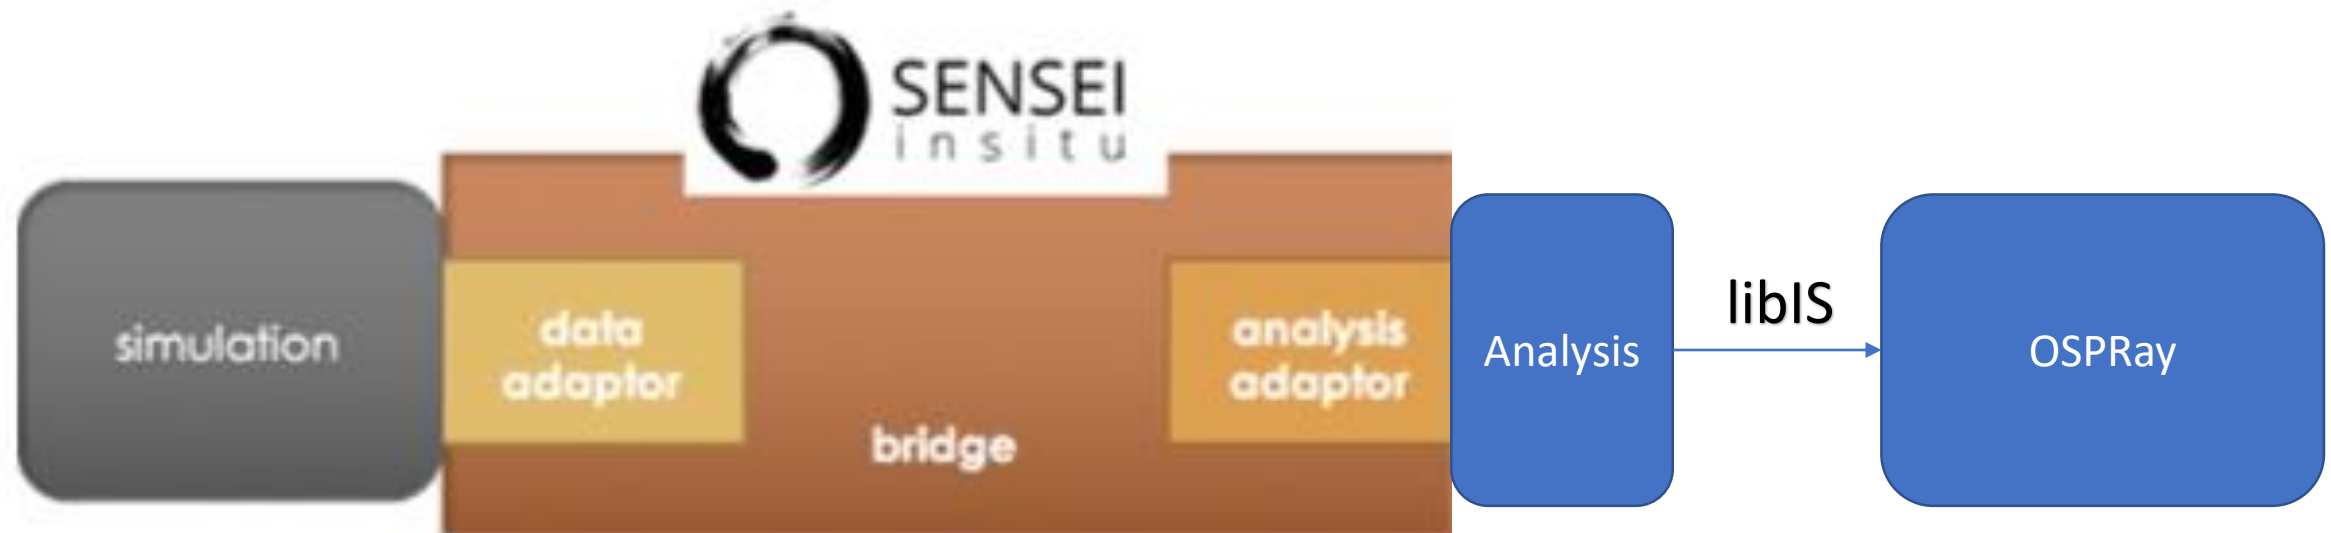 SENSEI
insitu
simulation
data
adaptor
bridge
analysis
adaptor
Analysis
libIS
OSPRay